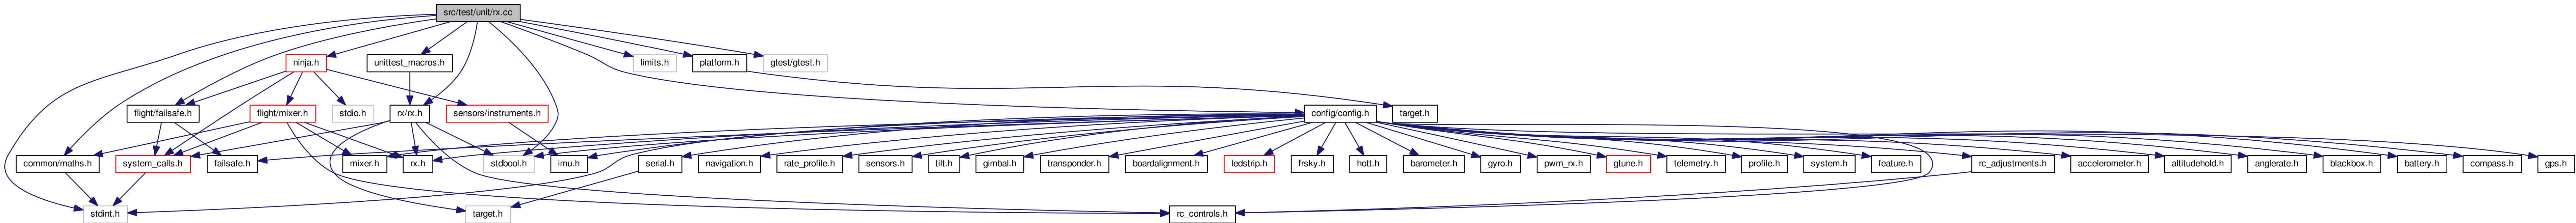 src/test/unit/rx.cc
ninja.h
unittest_macros.h
limits.h
platform.h
gtest/gtest.h
flight/failsafe.h
flight/mixer.h
stdio.h
rx/rx.h
sensors/instruments.h
config/config.h
target.h
common/maths.h
system_calls.h
failsafe.h
mixer.h
rx.h
stdbool.h
imu.h
serial.h
navigation.h
rate_profile.h
sensors.h
tilt.h
gimbal.h
transponder.h
boardalignment.h
ledstrip.h
frsky.h
hott.h
barometer.h
gyro.h
pwm_rx.h
gtune.h
telemetry.h
profile.h
system.h
feature.h
rc_adjustments.h
accelerometer.h
altitudehold.h
anglerate.h
blackbox.h
battery.h
compass.h
gps.h
stdint.h
target.h
rc_controls.h